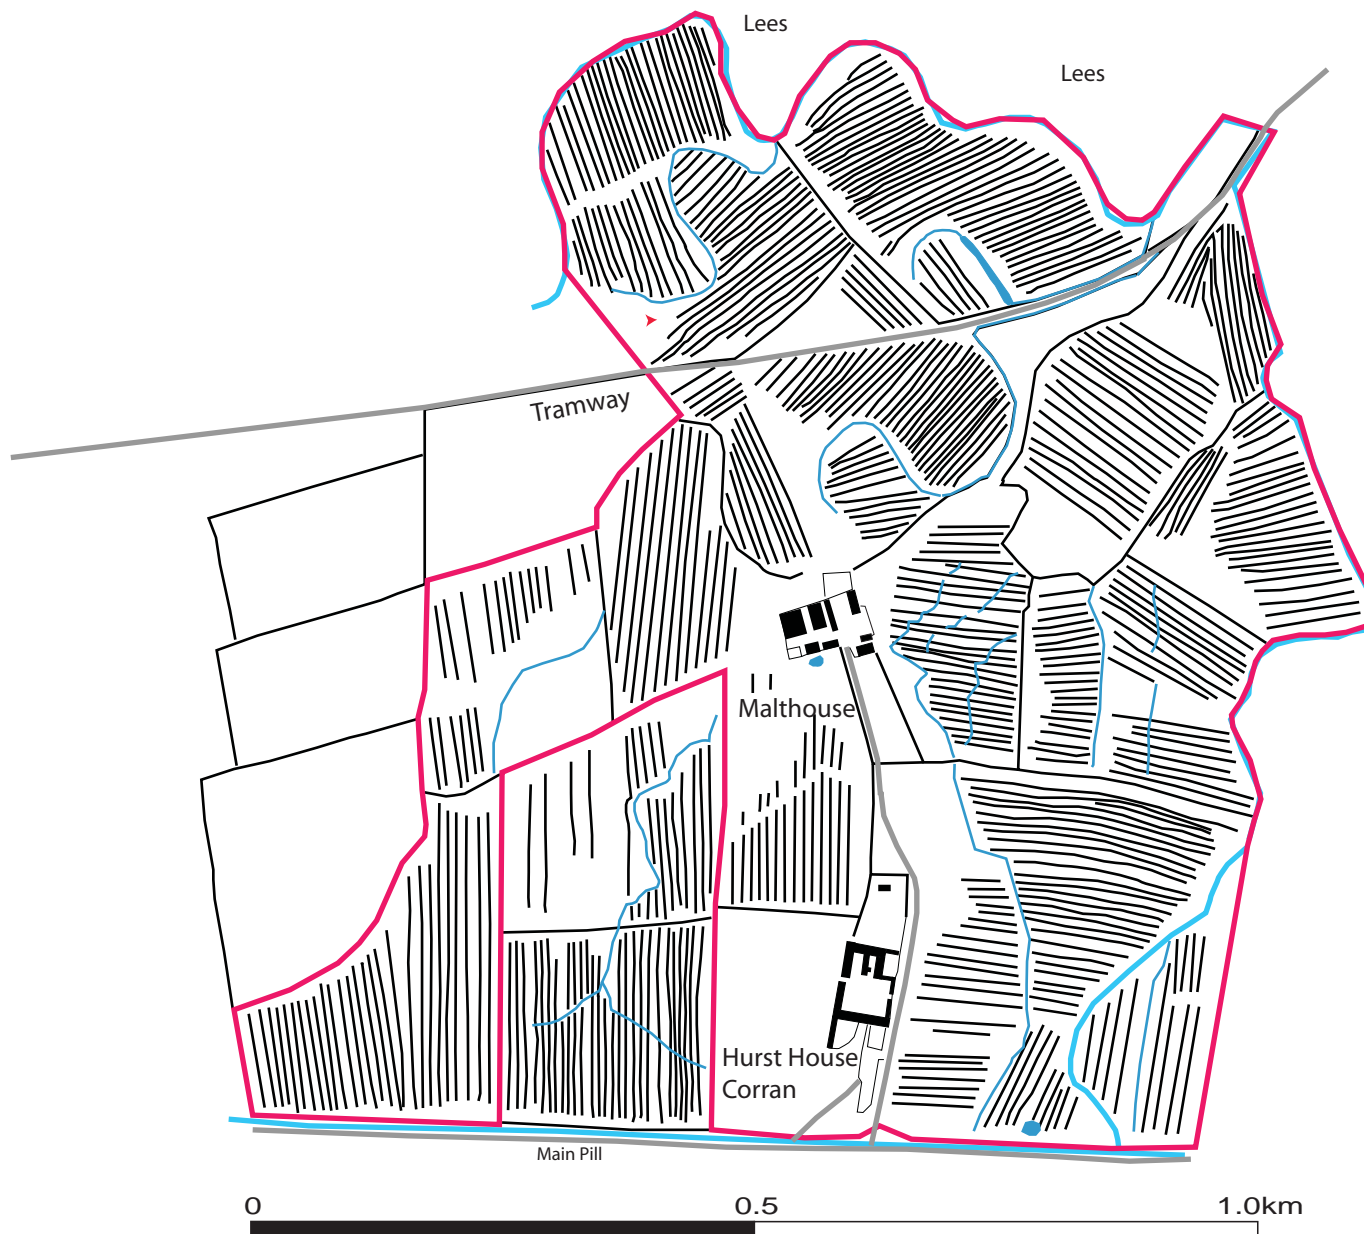 Lees
Lees
Tramway
Malthouse
Hurst House
Corran
Main Pill
0 0.5 1.0km